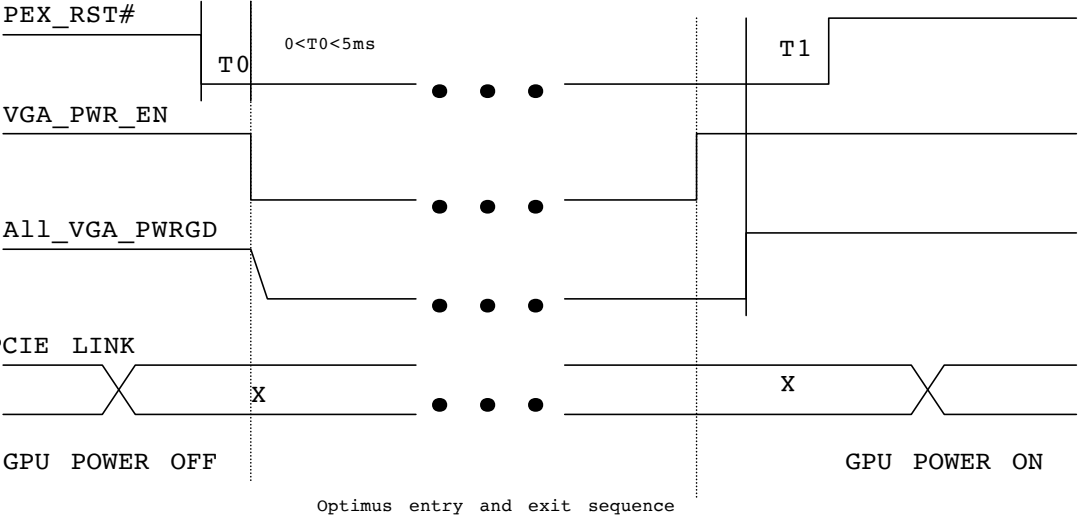 PEX_RST#
T0
0<T0<5ms
T1
VGA_PWR_EN
All_VGA_PWRGD
PCIE LINK
X
X
GPU POWER OFF
GPU POWER ON
Optimus entry and exit sequence